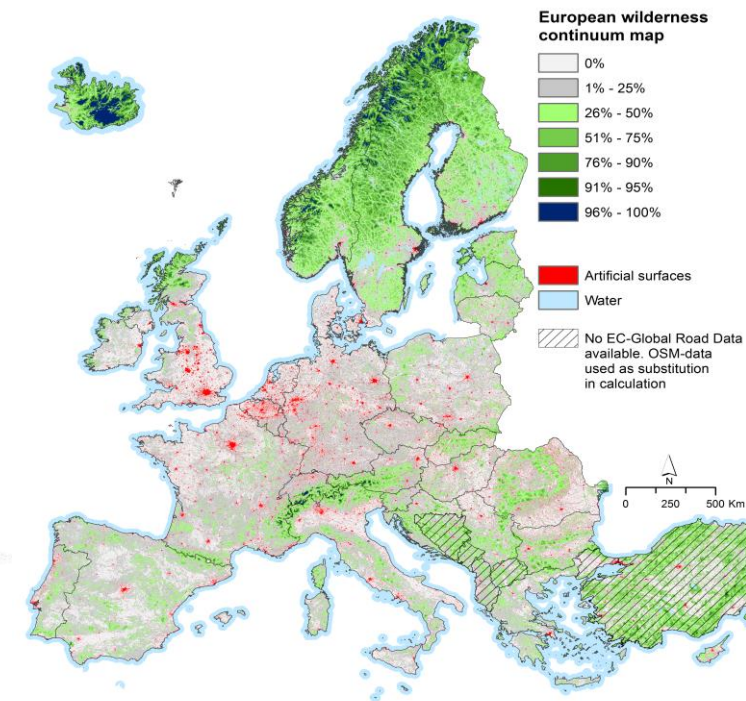 European wilderness
continuum map
0%
1% - 25%
26% - 50%
51% - 75%
76% - 90%
91% - 95%
96% - 100%
Artificial surfaces
Water
No EC-Global Road Data
available. OSM-data
used as substitution
in calculation
N
0 250 500 Km